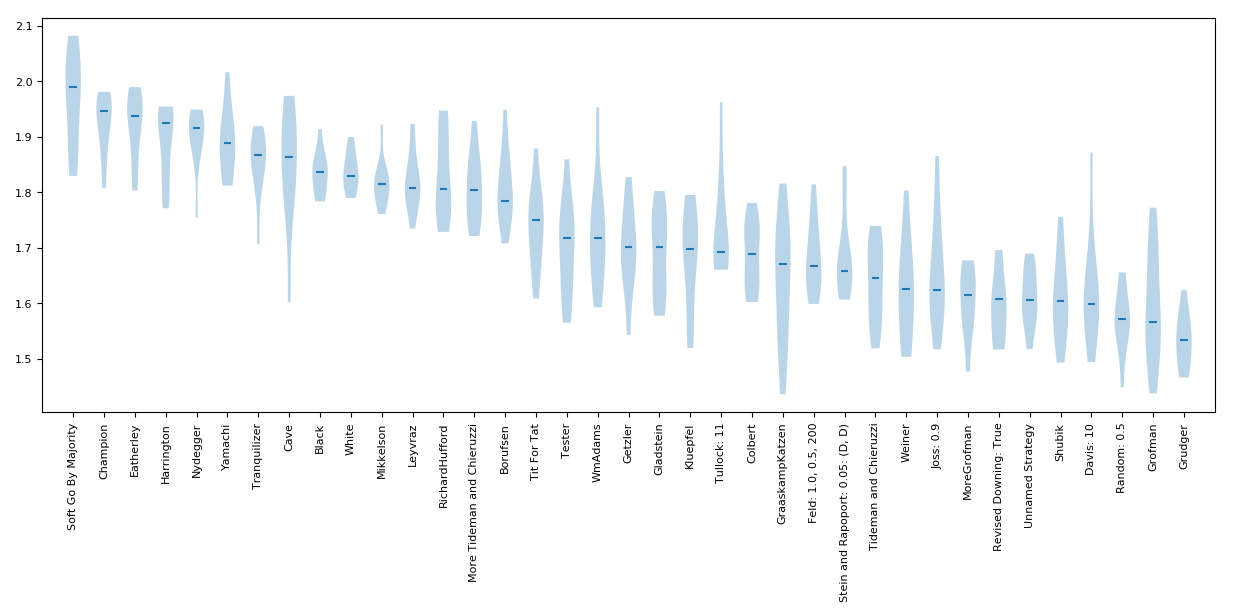 2.1
2.0
1.9
1.8
1.7
1.6
1.5
Soft Go By Majority
Champion
Eatherley
Harrington
Nydegger
Yamachi
Tranquilizer
Cave
Black
White
Mikkelson
Leyvraz
RichardHufford
More Tideman and Chieruzzi
Borufsen
Tit For Tat
Tester
WmAdams
Getzler
Gladstein
Kluepfel
Tullock: 11
Colbert
GraaskampKatzen
Feld: 1.0, 0.5, 200
Stein and Rapoport: 0.05: (D, D)
Tideman and Chieruzzi
Weiner
Joss: 0.9
MoreGrofman
Revised Downing: True
Unnamed Strategy
Shubik
Davis: 10
Random: 0.5
Grofman
Grudger